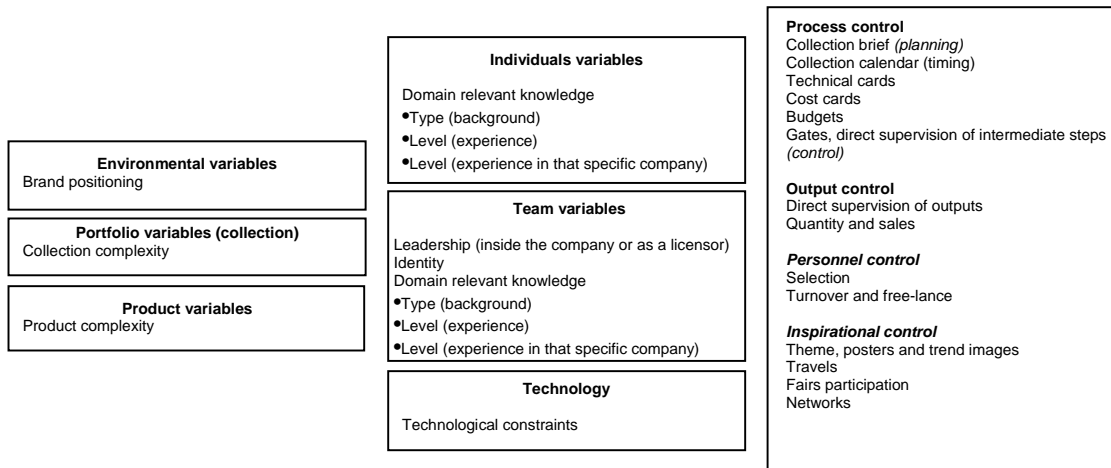 Environmental variables
Brand positioning
Portfolio variables (collection)
Collection complexity
Product variables
Product complexity
Individuals variables
Domain relevant knowledge
•Type (background)
•Level (experience)
•Level (experience in that specific company)
Team variables
Leadership (inside the company or as a licensor)
Identity
Domain relevant knowledge
•Type (background)
•Level (experience)
•Level (experience in that specific company)
Technology
Technological constraints
Process control
Collection brief (planning)
Collection calendar (timing)
Technical cards
Cost cards
Budgets
Gates, direct supervision of intermediate steps
(control)
Output control
Direct supervision of outputs
Quantity and sales
Personnel control
Selection
Turnover and free-lance
Inspirational control
Theme, posters and trend images
Travels
Fairs participation
Networks